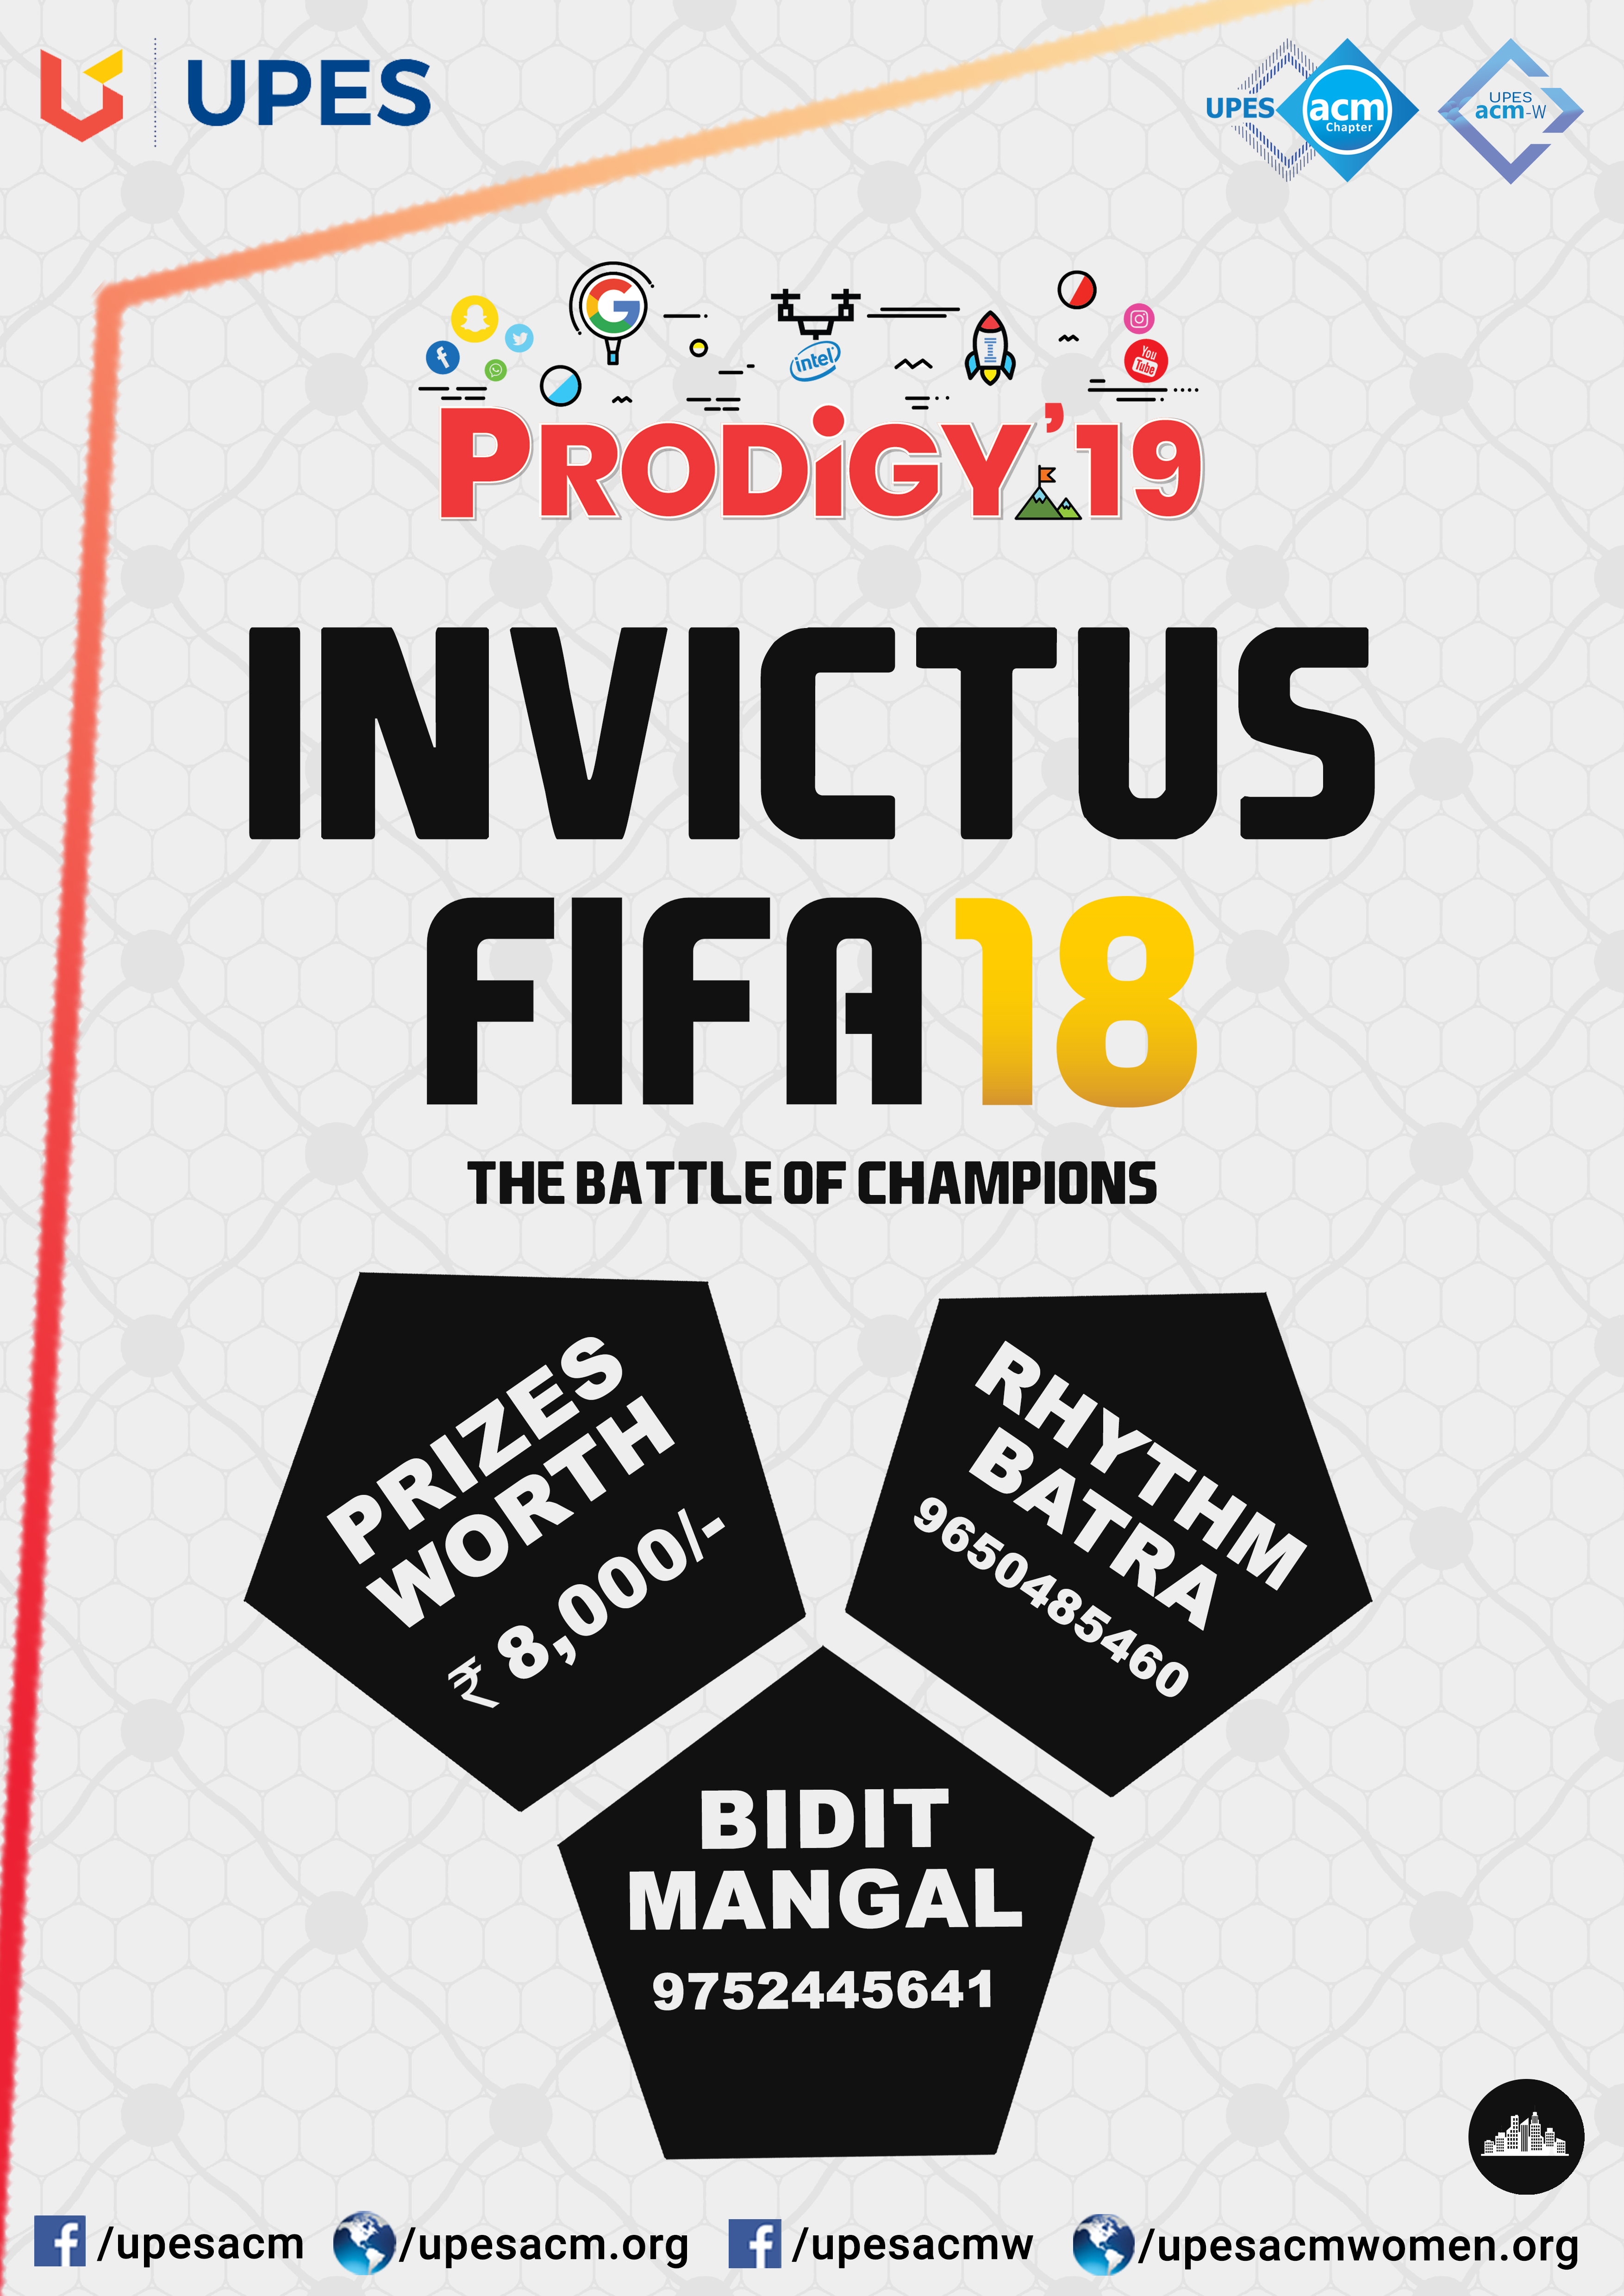 UPES
UPES acm Chapter
UPES
acm-W
G
intel
You
Tube
PRODiGY'19
INVICTUS
FIFA 18
THE BATTLE OF CHAMPIONS
PRIZES
WORTH
₹ 8,000/-
RHYTHM
BATRA
9650485460
BIDIT
MANGAL
9752445641
/upesacm
/upesacm.org
/upesacmw
/upesacmwomen.org